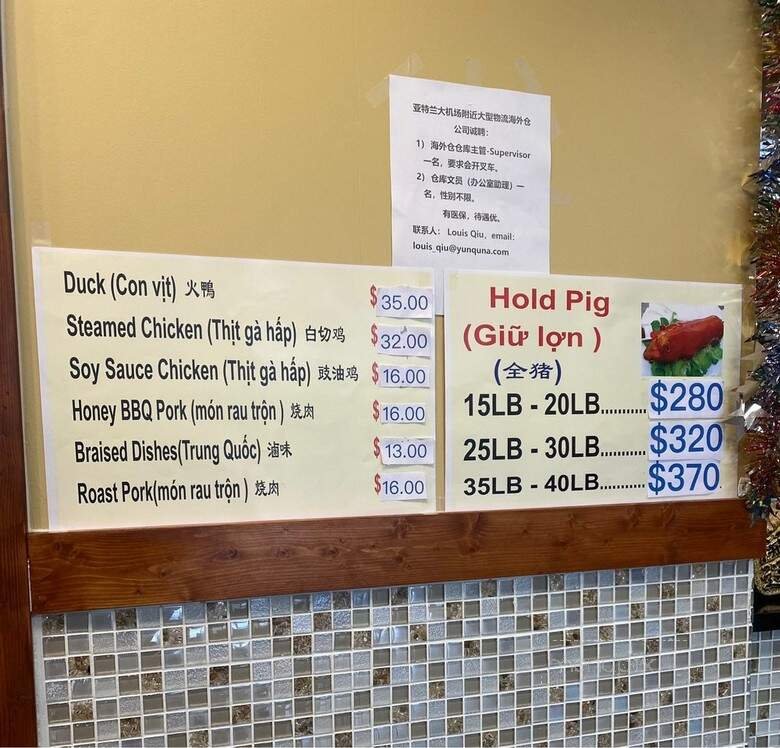 亚特兰大机场附近大型物流海外仓
公司诚聘：
1）海外仓仓库主管-Supervisor
一名，要求会开叉车。
2）仓库文员（办公室助理）一
名，性别不限。
有医保，待遇优。
联系人： Louis Qiu，email：
louis_qiu@yunquna.com
Duck (Con vịt) 火鴨 $35.00
Steamed Chicken (Thịt gà hấp) 白切鸡 $32.00
Soy Sauce Chicken (Thịt gà hấp) 豉油鸡 $16.00
Honey BBQ Pork (món rau trộn ) 烧肉 $16.00
Braised Dishes(Trung Quốc) 滷味 $13.00
Roast Pork(món rau trộn ) 烧肉 $16.00
Hold Pig
(Giữ lợn )
(全猪)
15LB - 20LB.......... $280
25LB - 30LB.......... $320
35LB - 40LB.......... $370